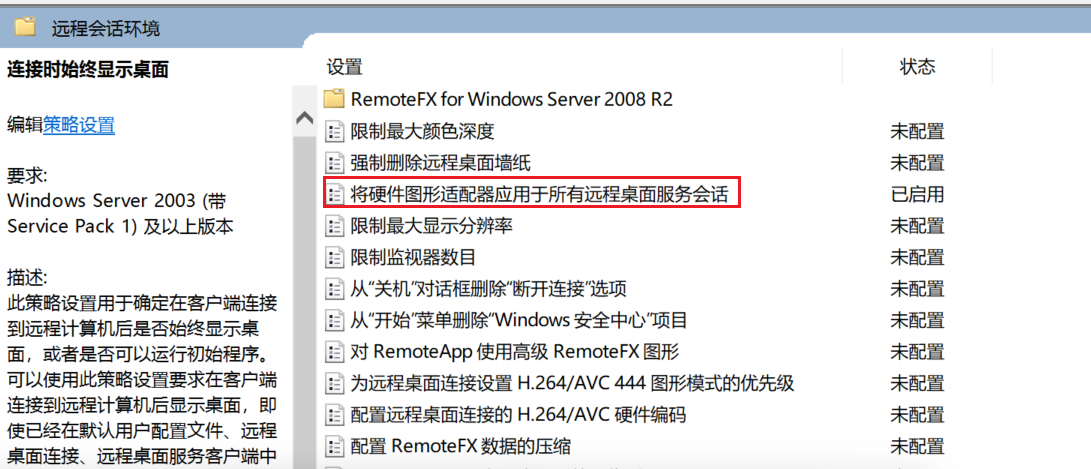 远程会话环境
连接时始终显示桌面
编辑策略设置
要求:
Windows Server 2003 (带
Service Pack 1) 及以上版本
描述:
此策略设置用于确定在客户端连接
到远程计算机后是否始终显示桌
面，或者是否可以运行初始程序。
可以使用此策略设置要求在客户端
连接到远程计算机后显示桌面，即
使已经在默认用户配置文件、远程
桌面连接、远程桌面服务客户端中
设置 状态
RemoteFX for Windows Server 2008 R2
限制最大颜色深度 未配置
强制删除远程桌面墙纸 未配置
将硬件图形适配器应用于所有远程桌面服务会话 已启用
限制最大显示分辨率 未配置
限制监视器数目 未配置
从“关机”对话框删除“断开连接”选项 未配置
从“开始”菜单删除“Windows 安全中心”项目 未配置
对 RemoteApp 使用高级 RemoteFX 图形 未配置
为远程桌面连接设置 H.264/AVC 444 图形模式的优先级 未配置
配置远程桌面连接的 H.264/AVC 硬件编码 未配置
配置 RemoteFX 数据的压缩 未配置